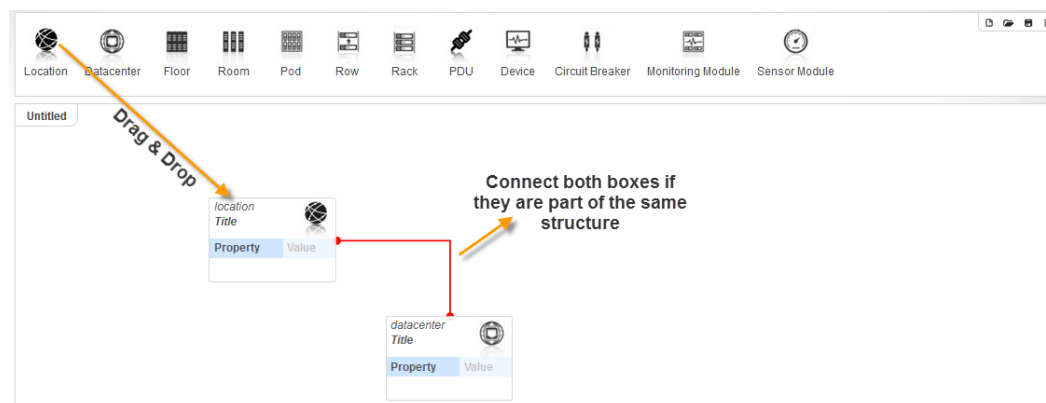 Location Datacenter Floor Room Pod Row Rack PDU Device Circuit Breaker Monitoring Module Sensor Module
Untitled
Drag & Drop
Connect both boxes if
they are part of the same
structure
location
Title
Property Value
datacenter
Title
Property Value